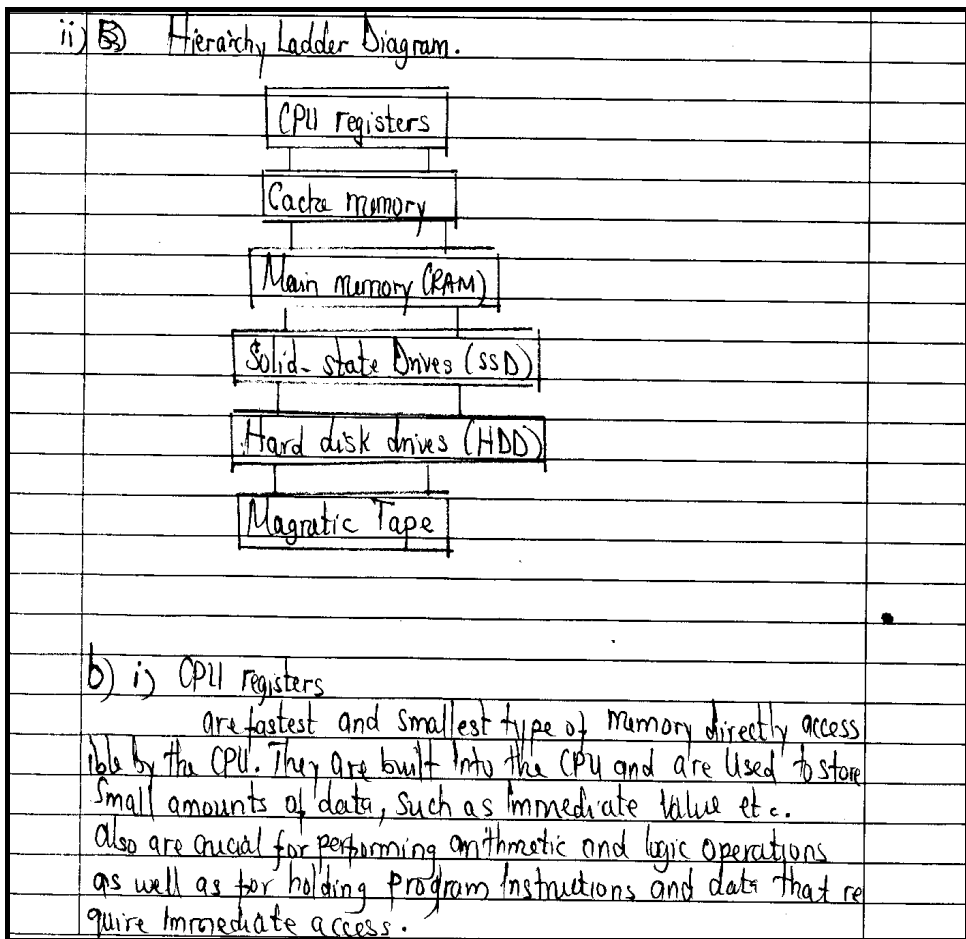 ii) Hierarchy Ladder Diagram.
CPU registers
Cache memory
Main memory (RAM)
Solid-state Drives (SSD)
Hard disk drives (HDD)
Magnetic Tape
b) i) CPU registers
are fastest and smallest type of memory directly access
ible by the CPU. They are built into the CPU and are used to store
small amounts of data, such as immediate value etc.
also are crucial for performing arithmetic and logic operations
as well as for holding program instructions and data that re
quire immediate access.